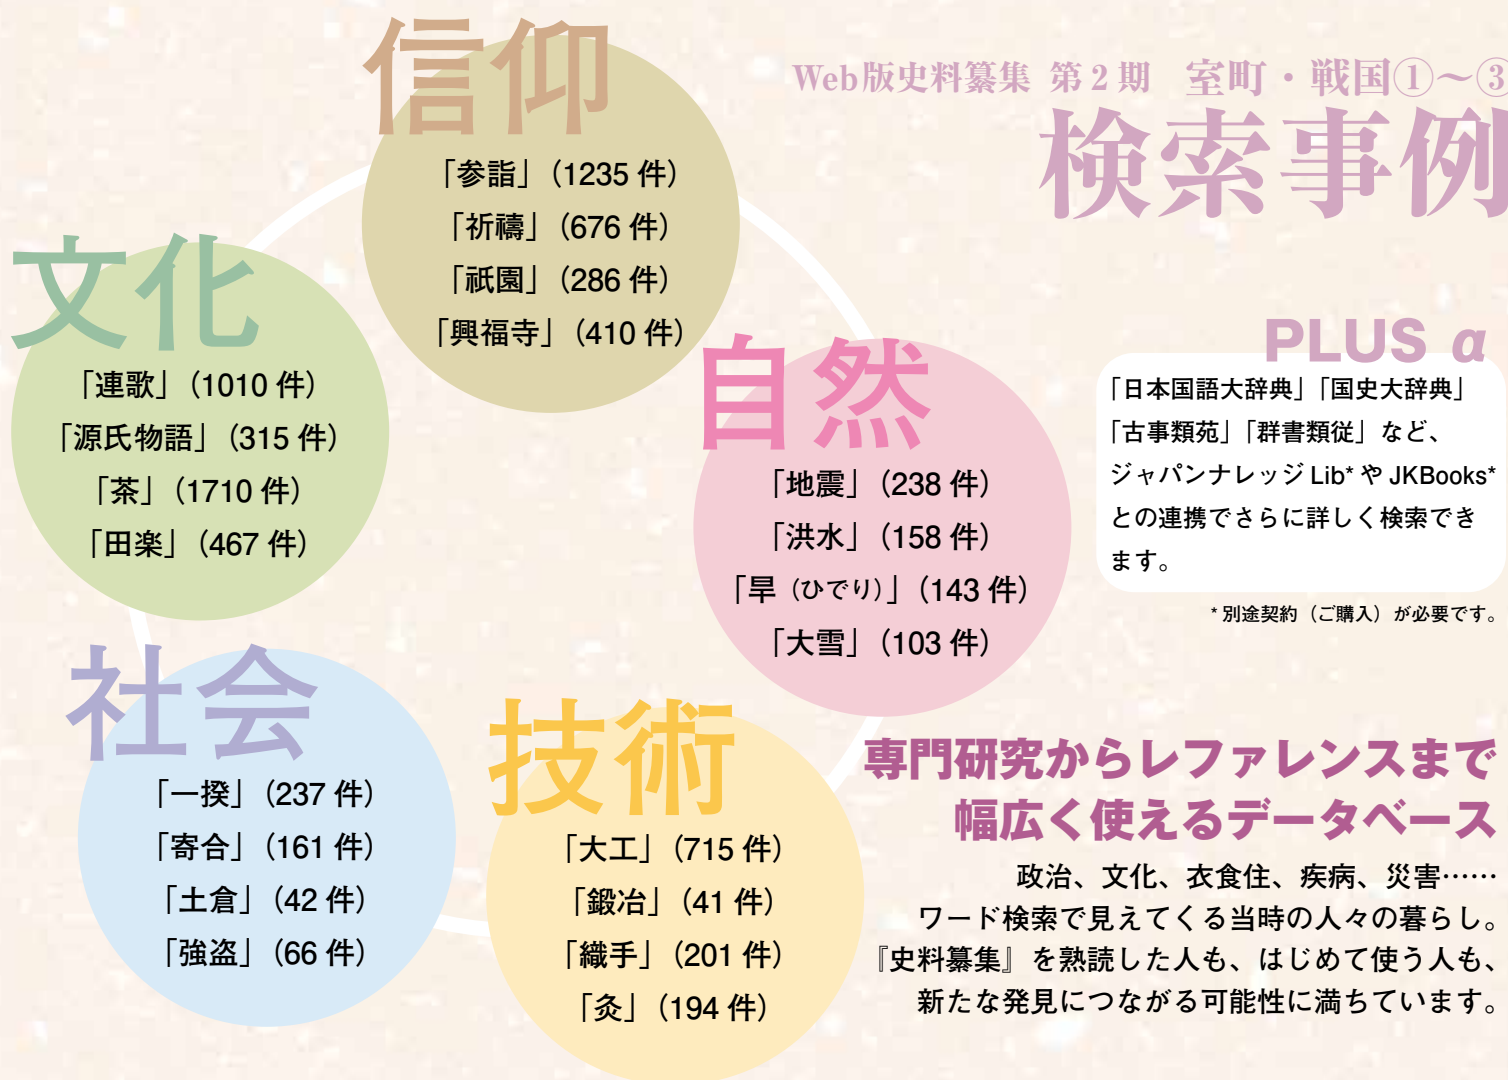 Web版史料纂集 第2期 室町・戦国①〜③
検索事例
信仰
「参詣」（1235 件）
「祈禱」（676 件）
「祇園」（286 件）
「興福寺」（410 件）
文化
「連歌」（1010 件）
「源氏物語」（315 件）
「茶」（1710 件）
「田楽」（467 件）
自然
「地震」（238 件）
「洪水」（158 件）
「旱（ひでり）」（143 件）
「大雪」（103 件）
社会
「一揆」（237 件）
「寄合」（161 件）
「土倉」（42 件）
「強盗」（66 件）
技術
「大工」（715 件）
「鍛冶」（41 件）
「織手」（201 件）
「灸」（194 件）
PLUS α
「日本国語大辞典」「国史大辞典」
「古事類苑」「群書類従」など、
ジャパンナレッジ Lib* や JKBooks*
との連携でさらに詳しく検索でき
ます。
* 別途契約（ご購入）が必要です。
専門研究からレファレンスまで
幅広く使えるデータベース
政治、文化、衣食住、疾病、災害……
ワード検索で見えてくる当時の人々の暮らし。
『史料纂集』を熟読した人も、はじめて使う人も、
新たな発見につながる可能性に満ちています。